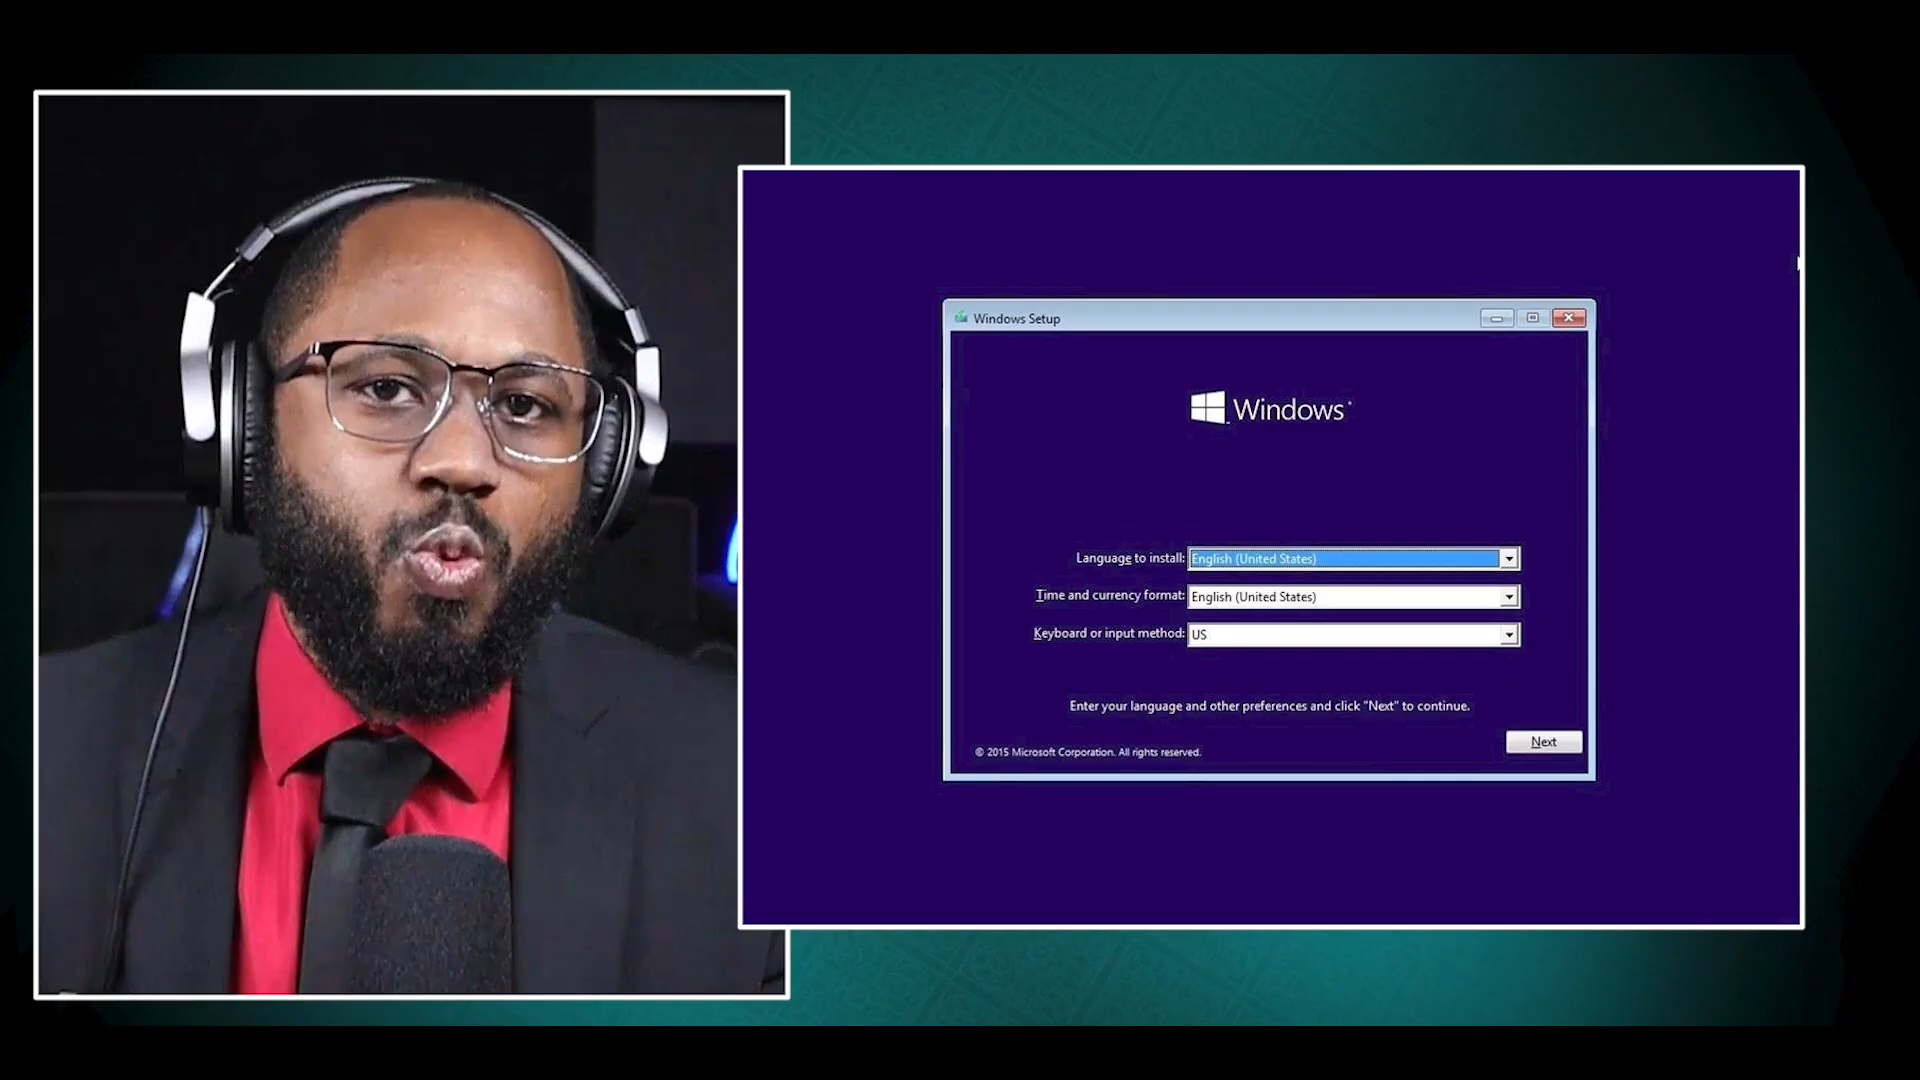 Windows Setup
Windows
Language to install: English (United States)
Time and currency format: English (United States)
Keyboard or input method: US
Enter your language and other preferences and click "Next" to continue.
© 2015 Microsoft Corporation. All rights reserved.
Next